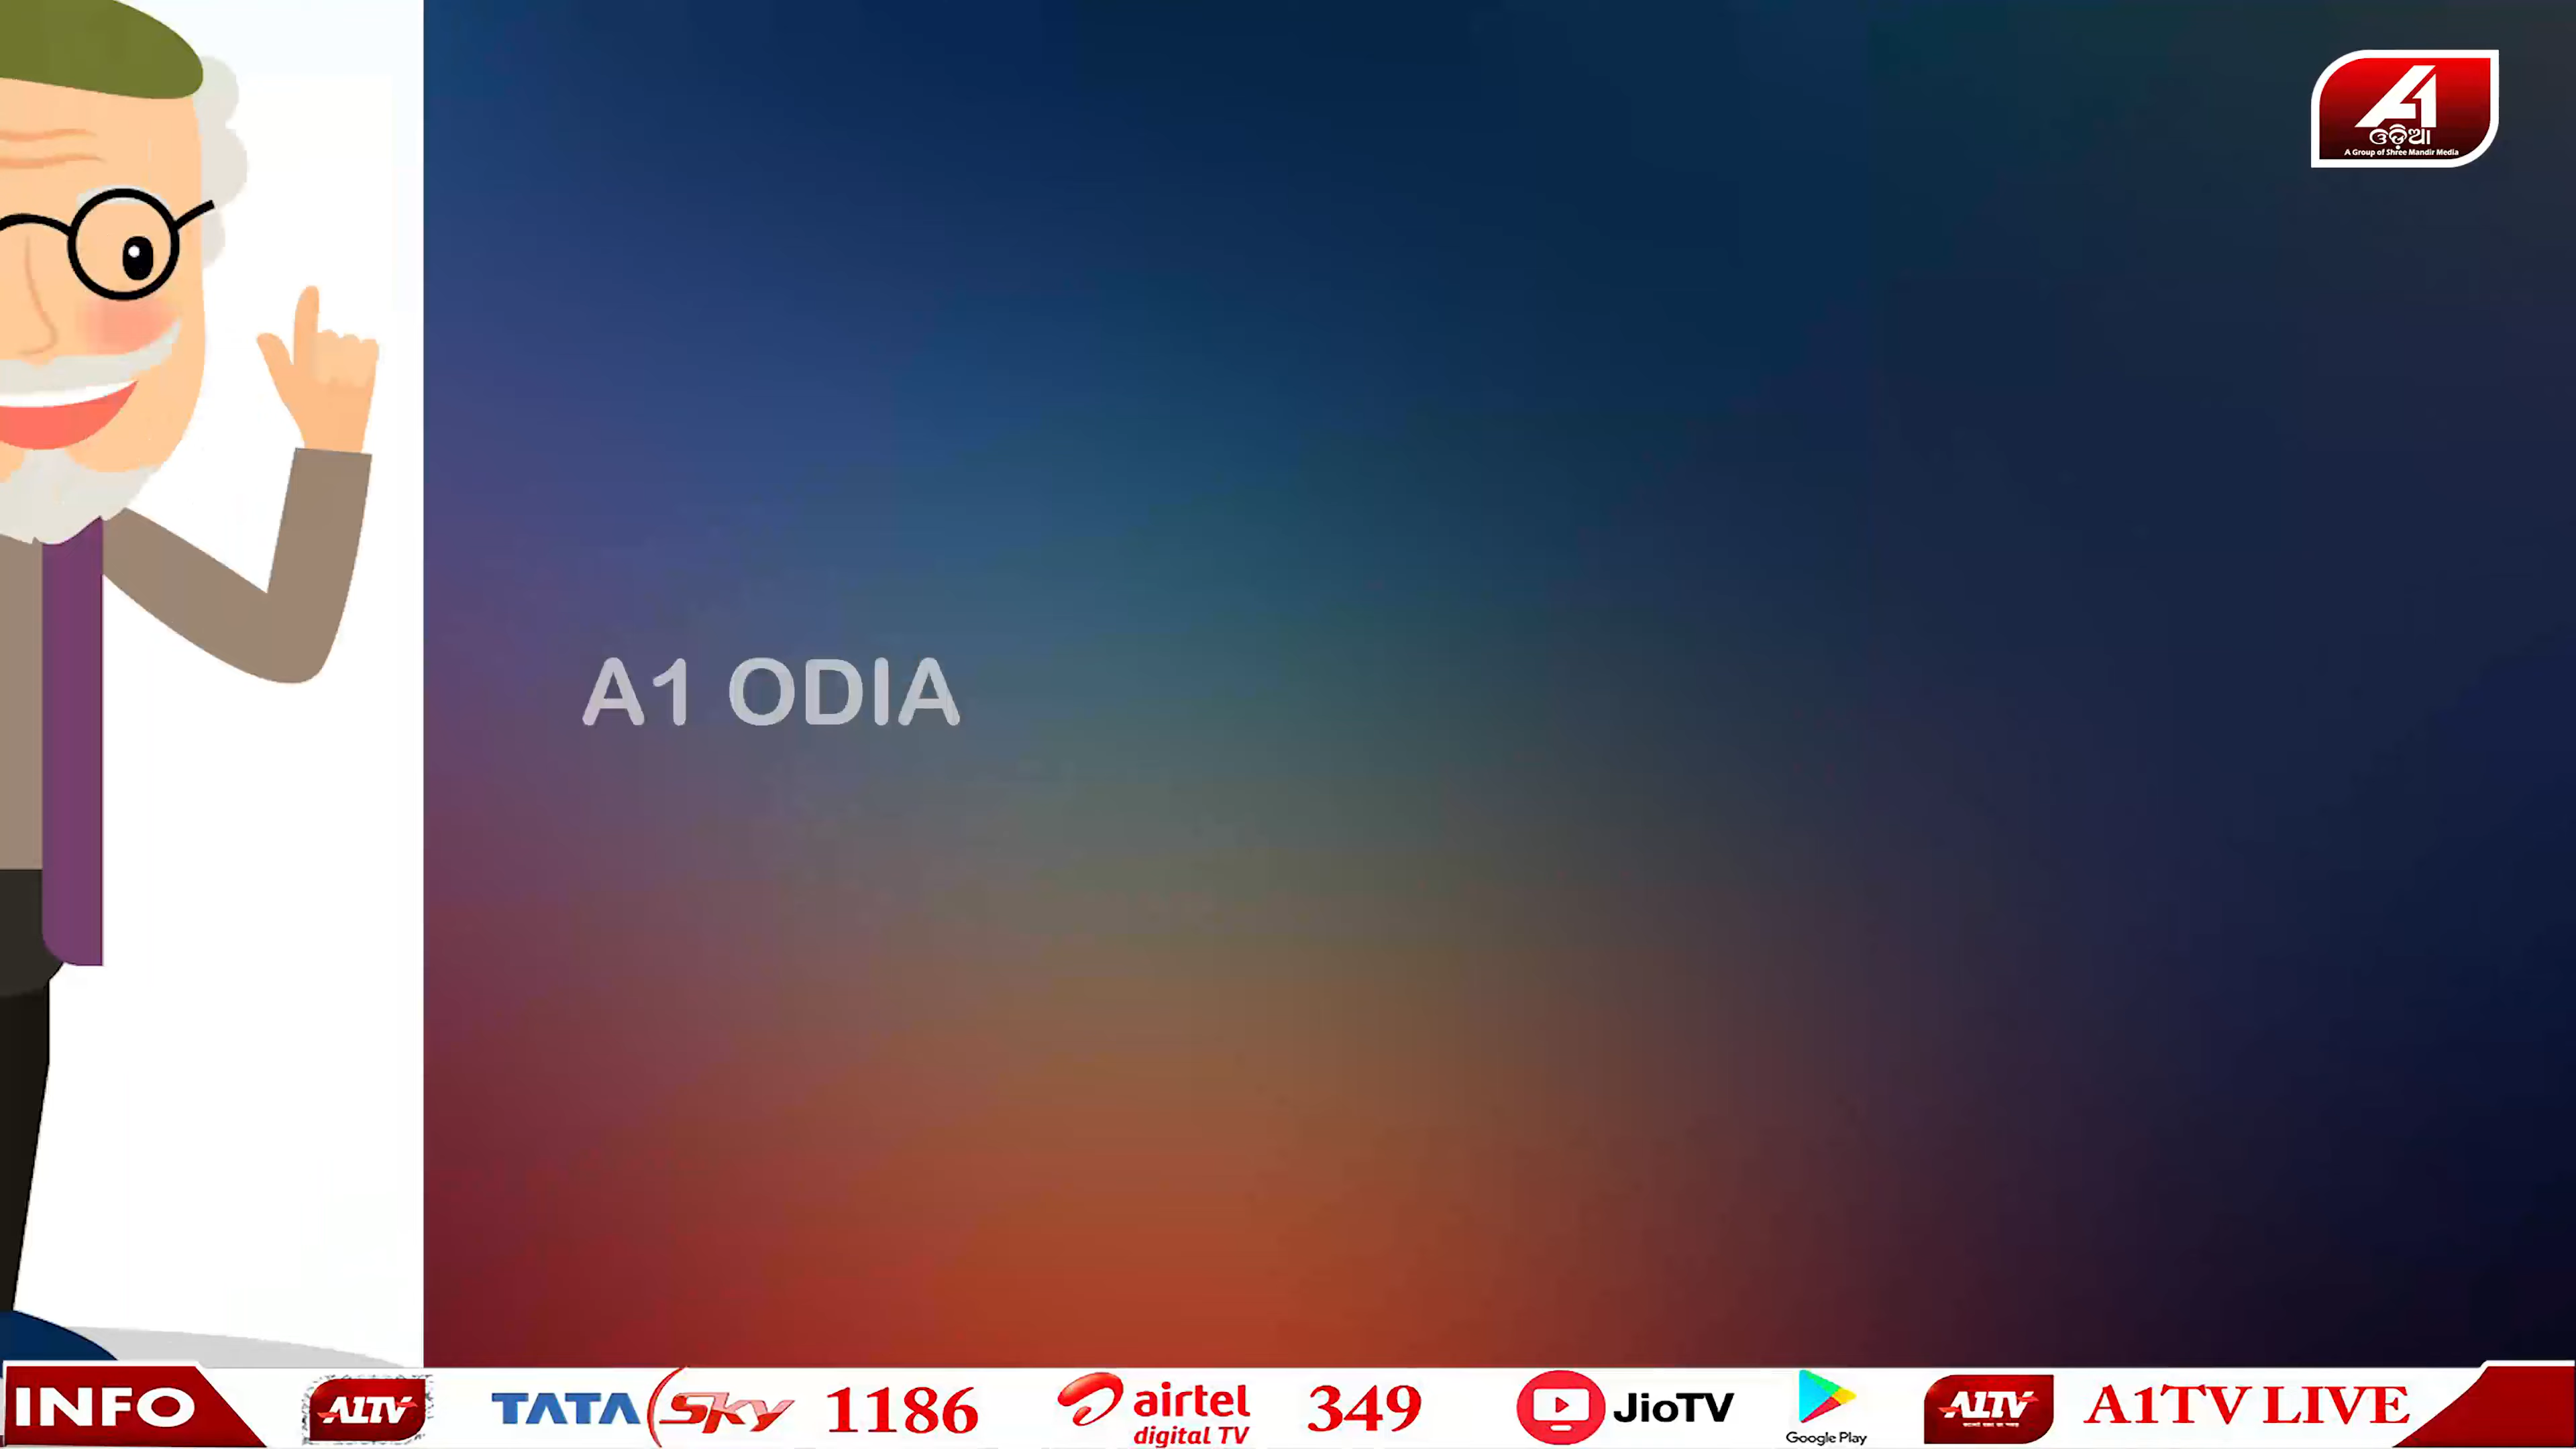 A1
ଓଡ଼ିଆ
A Group of Shree Mandir Media
A1 ODIA
INFO A1TV TATA Sky 1186 airtel digital TV 349 JioTV Google Play A1TV A1TV LIVE